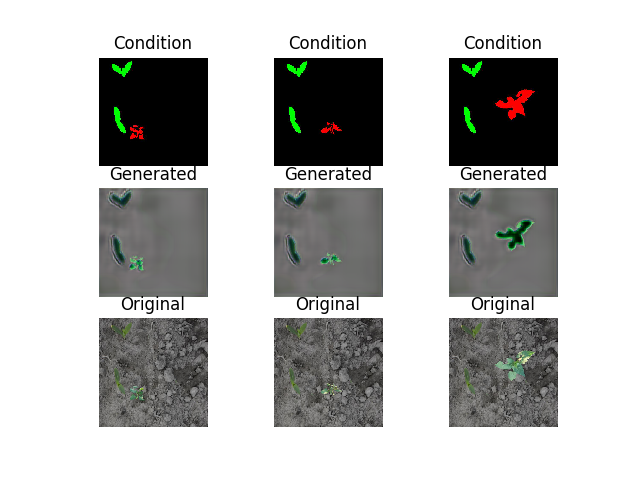 Condition Condition Condition
Generated Generated Generated
Original Original Original